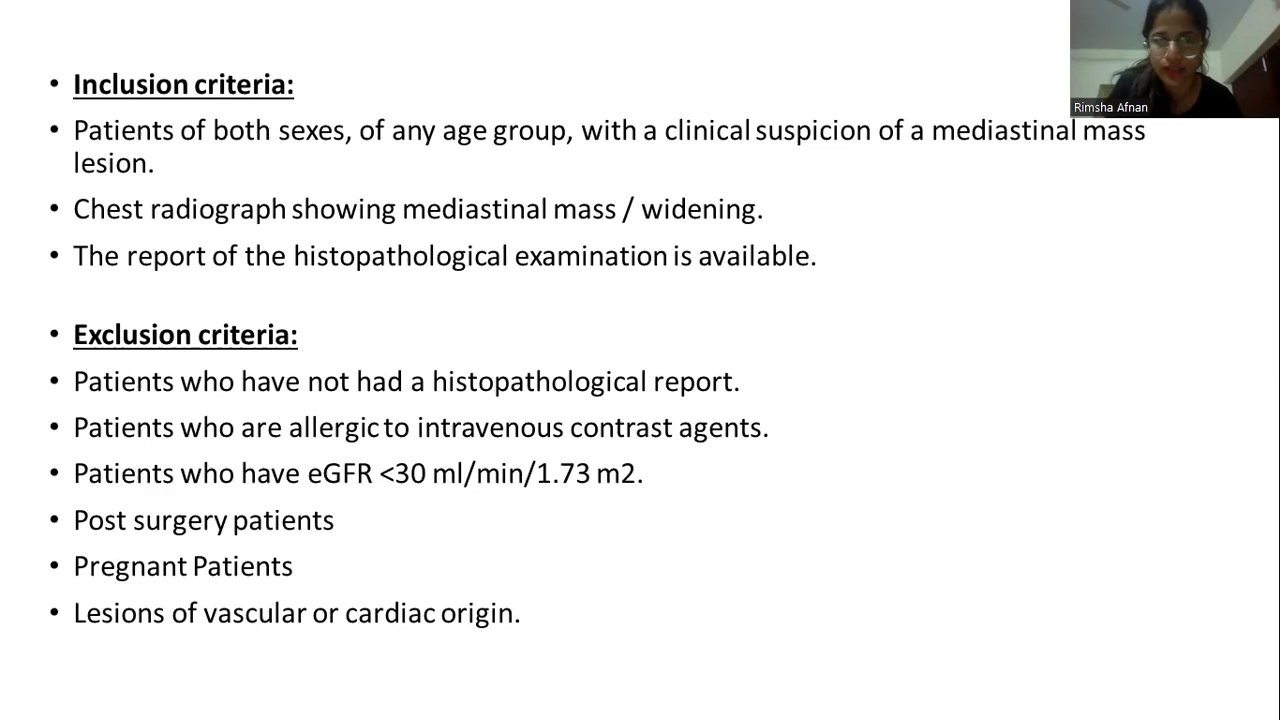 Rimsha Afnan
• Inclusion criteria:
• Patients of both sexes, of any age group, with a clinical suspicion of a mediastinal mass
lesion.
• Chest radiograph showing mediastinal mass / widening.
• The report of the histopathological examination is available.
• Exclusion criteria:
• Patients who have not had a histopathological report.
• Patients who are allergic to intravenous contrast agents.
• Patients who have eGFR <30 ml/min/1.73 m2.
• Post surgery patients
• Pregnant Patients
• Lesions of vascular or cardiac origin.